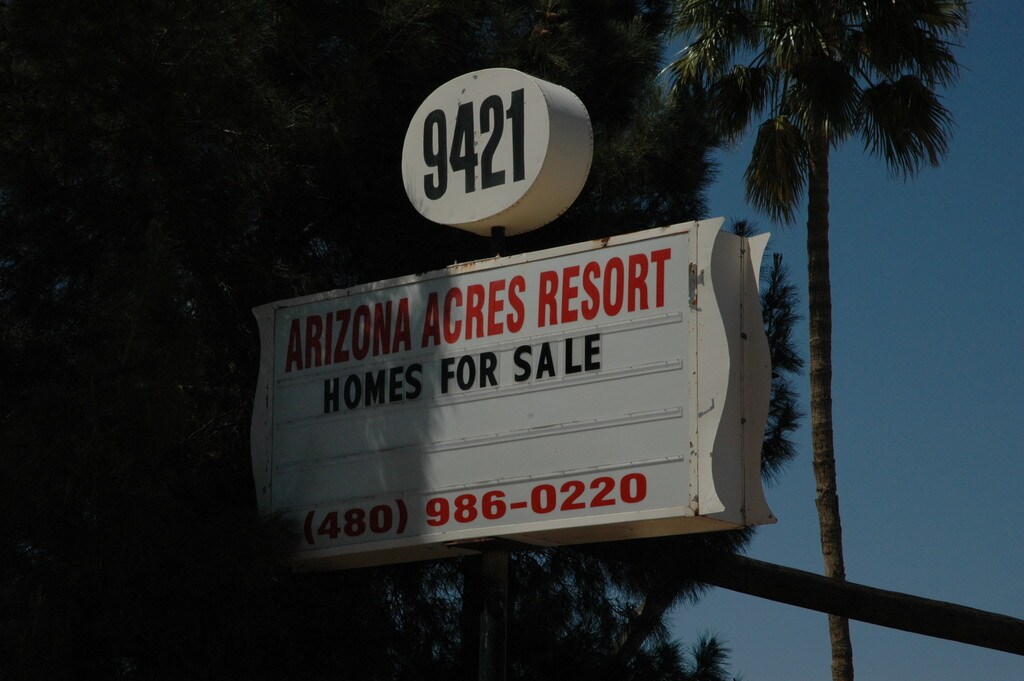 9421
ARIZONA ACRES RESORT
HOMES FOR SALE
(480) 986-0220